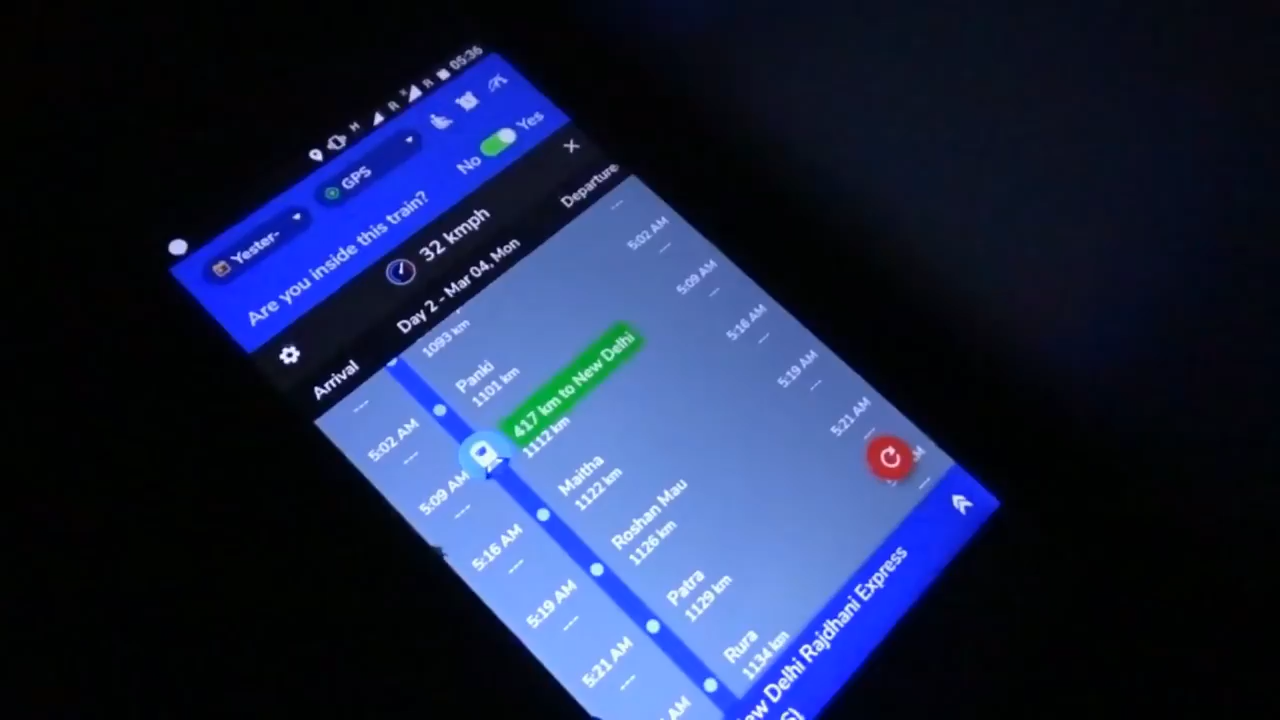 H R R 05:36
Yester-
GPS
Are you inside this train?
No
Yes
32 kmph
Arrival
Day 2 - Mar 04, Mon
Departure
1093 km
5:02 AM
Panki
1101 km
5:02 AM
417 km to New Delhi
5:09 AM
1112 km
5:09 AM
5:16 AM
Maitha
1122 km
5:16 AM
5:19 AM
Roshan Mau
1126 km
5:19 AM
5:21 AM
Patra
1129 km
5:21 AM
Rura
1134 km
ew Delhi Rajdhani Express